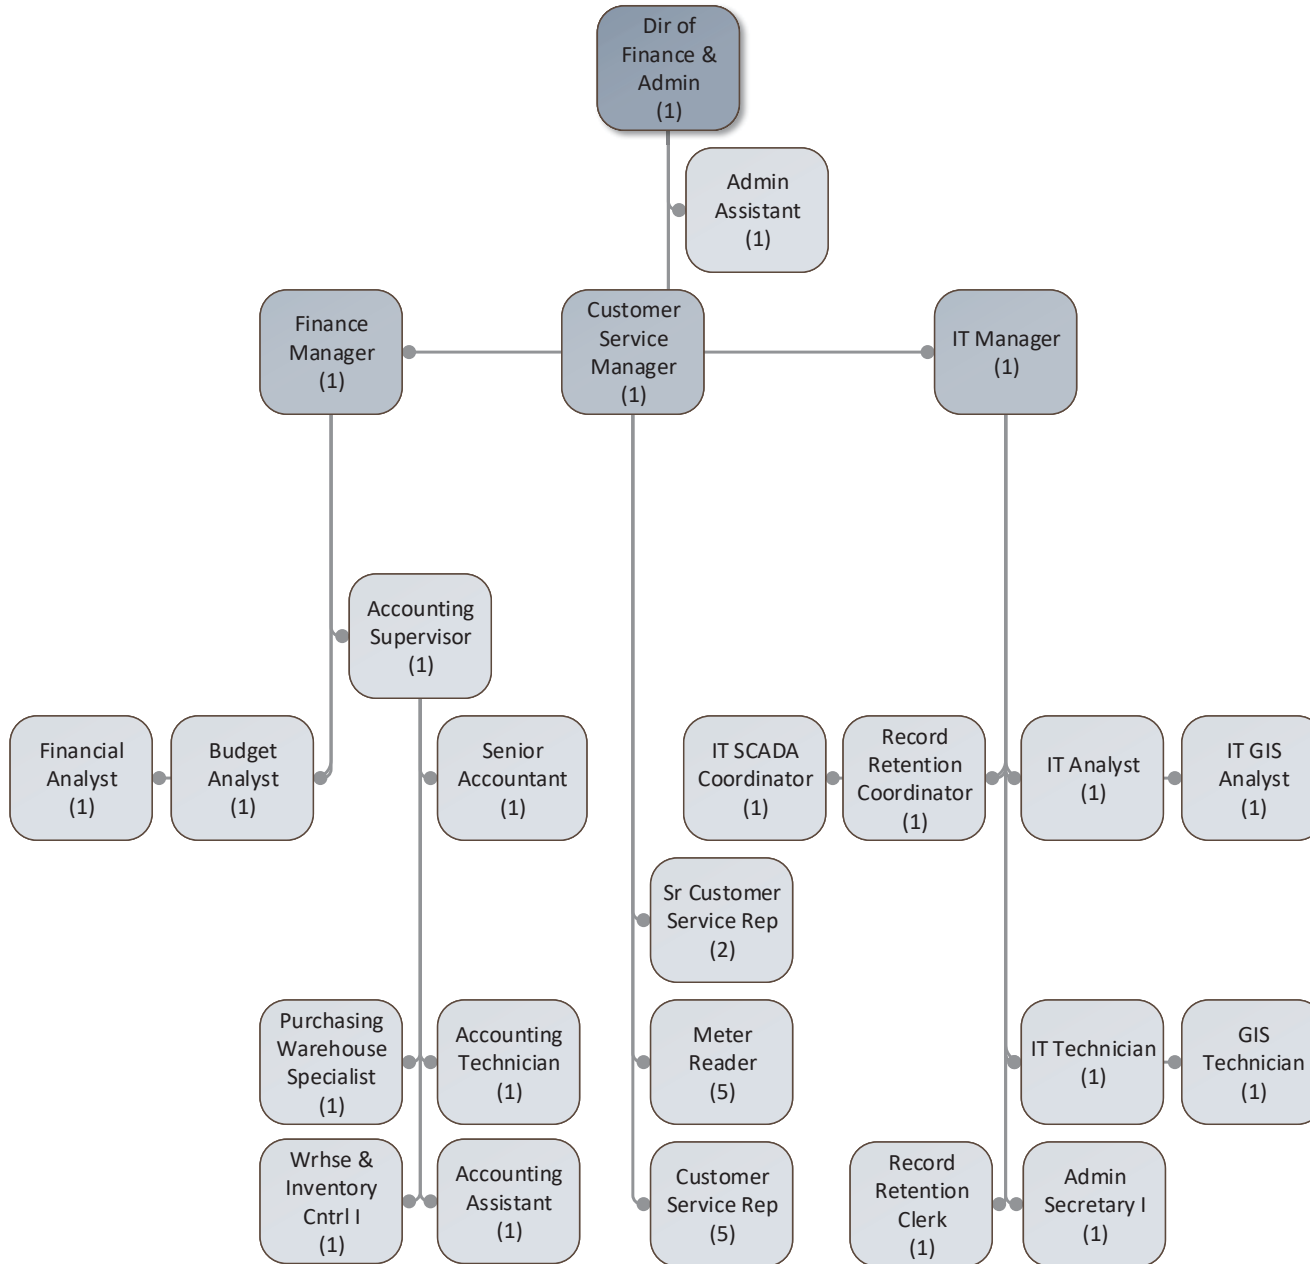 Dir of
Finance &
Admin
(1)
Admin
Assistant
(1)
Finance
Manager
(1)
Customer
Service
Manager
(1)
IT Manager
(1)
Accounting
Supervisor
(1)
Financial
Analyst
(1)
Budget
Analyst
(1)
Senior
Accountant
(1)
IT SCADA
Coordinator
(1)
Record
Retention
Coordinator
(1)
IT Analyst
(1)
IT GIS
Analyst
(1)
Sr Customer
Service Rep
(2)
Purchasing
Warehouse
Specialist
(1)
Accounting
Technician
(1)
Meter
Reader
(5)
IT Technician
(1)
GIS
Technician
(1)
Wrhse &
Inventory
Cntrl I
(1)
Accounting
Assistant
(1)
Customer
Service Rep
(5)
Record
Retention
Clerk
(1)
Admin
Secretary I
(1)